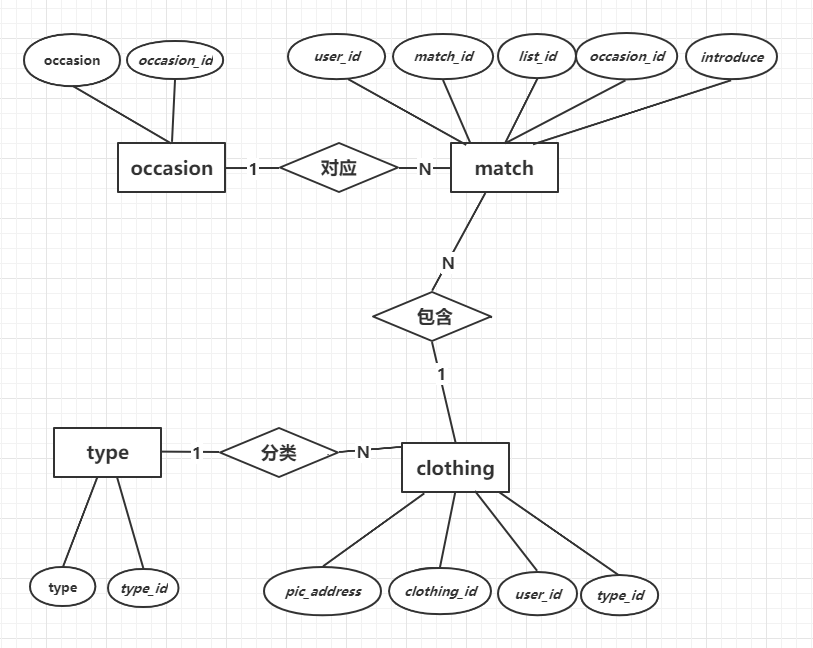 occasion
occasion_id
user_id
match_id
list_id
occasion_id
introduce
occasion
1
对应
N
match
N
包含
1
type
1
分类
N
clothing
type
type_id
pic_address
clothing_id
user_id
type_id